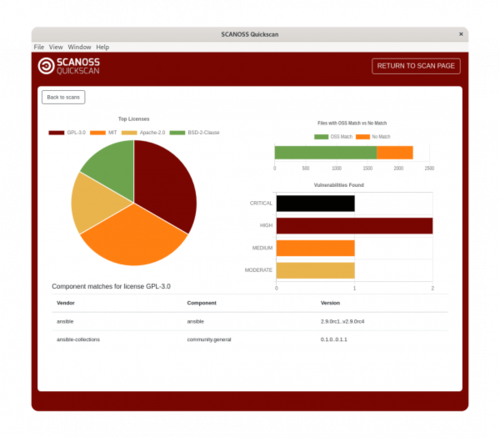 SCANOSS Quickscan
File View Window Help
SCANOSS
QUICKSCAN
RETURN TO SCAN PAGE
Back to scans
Top Licenses
GPL-3.0 MIT Apache-2.0 BSD-2-Clause
Files with OSS Match vs No Match
OSS Match No Match
0 500 1000 1500 2000 2500
Vulnerabilities Found
CRITICAL
HIGH
MEDIUM
MODERATE
0 1 2
Component matches for license GPL-3.0
Vendor Component Version
ansible ansible 2.9.0rc1..v2.9.0rc4
ansible-collections community.general 0.1.0..0.1.1